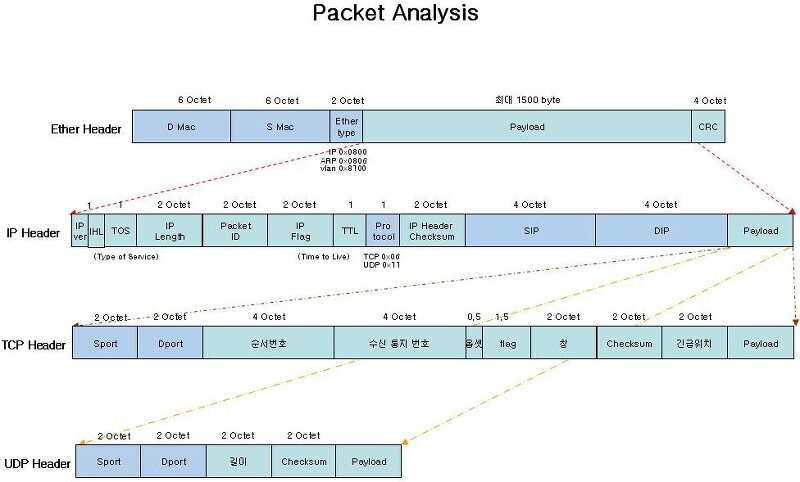 Packet Analysis
6 Octet 6 Octet 2 Octet 최대 1500 byte 4 Octet
Ether Header D Mac S Mac Ether type Payload CRC
IP 0x0800
ARP 0x0806
vlan 0x8100
1 1 2 Octet 2 Octet 2 Octet 1 1 2 Octet 4 Octet 4 Octet
IP Header IP ver IHL TOS IP Length Packet ID IP Flag TTL Pro tocol IP Header Checksum SIP DIP Payload
(Type of Service) (Time to Live) TCP 0x06
UDP 0x11
2 Octet 2 Octet 4 Octet 4 Octet 0,5 1,5 2 Octet 2 Octet 2 Octet
TCP Header Sport Dport 순서번호 수신 통지 번호 옵셋 flag 창 Checksum 긴급위치 Payload
2 Octet 2 Octet 2 Octet 2 Octet
UDP Header Sport Dport 길이 Checksum Payload